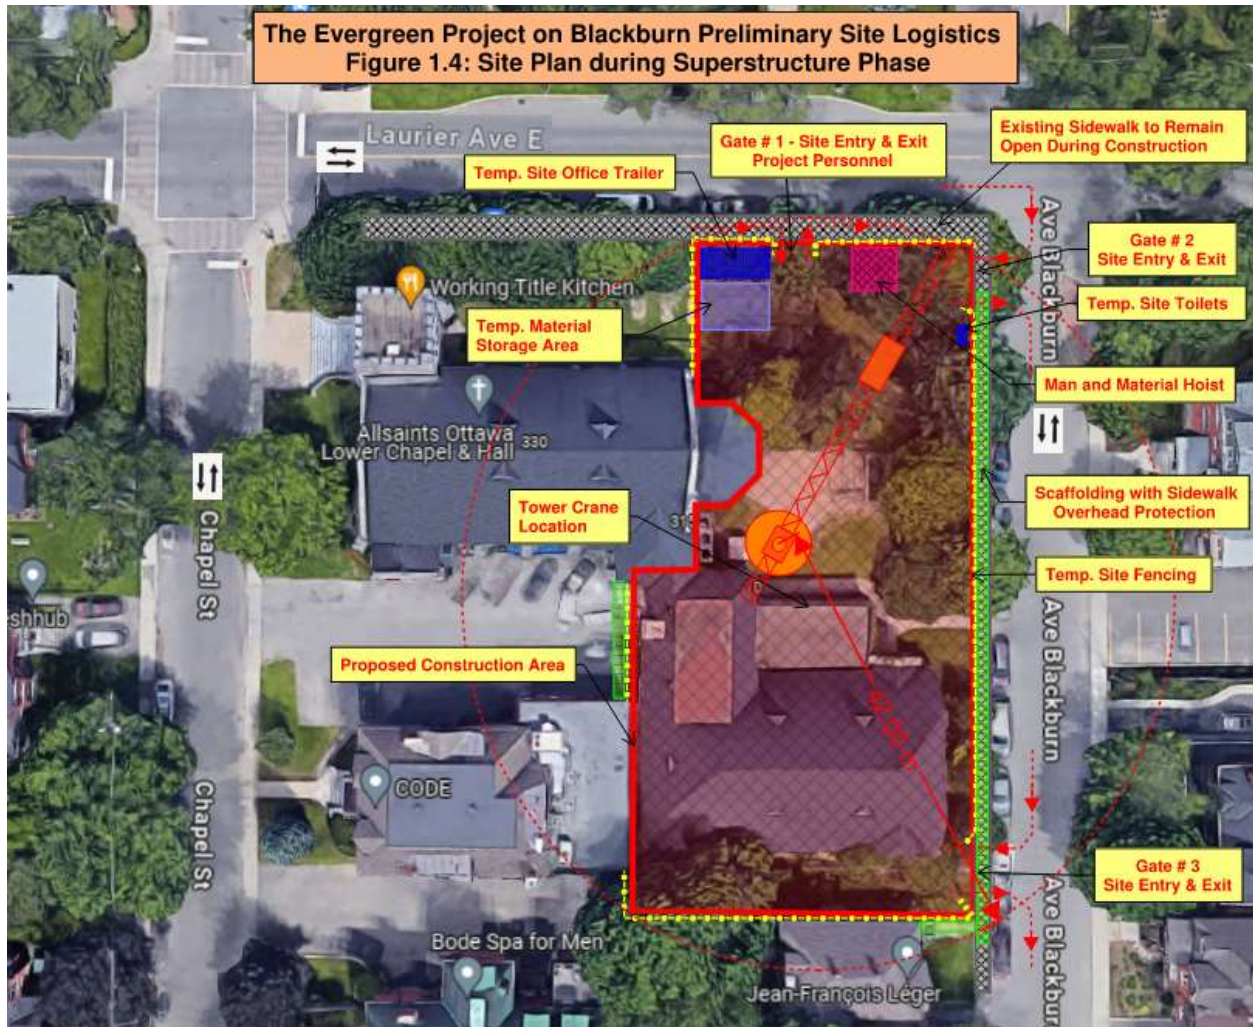 The Evergreen Project on Blackburn Preliminary Site Logistics
Figure 1.4: Site Plan during Superstructure Phase
Laurier Ave E
Gate # 1 - Site Entry & Exit
Project Personnel
Existing Sidewalk to Remain
Open During Construction
Temp. Site Office Trailer
Ave Blackburn
Gate # 2
Site Entry & Exit
Working Title Kitchen
Temp. Site Toilets
Temp. Material
Storage Area
Man and Material Hoist
Allsaints Ottawa
Lower Chapel & Hall
330
Tower Crane
Location
Scaffolding with Sidewalk
Overhead Protection
Chapel St
Temp. Site Fencing
shhub
Ave Blackburn
Proposed Construction Area
CODE
Chapel St
Gate # 3
Site Entry & Exit
Ave Blackbur
Bode Spa for Men
Jean-François Léger